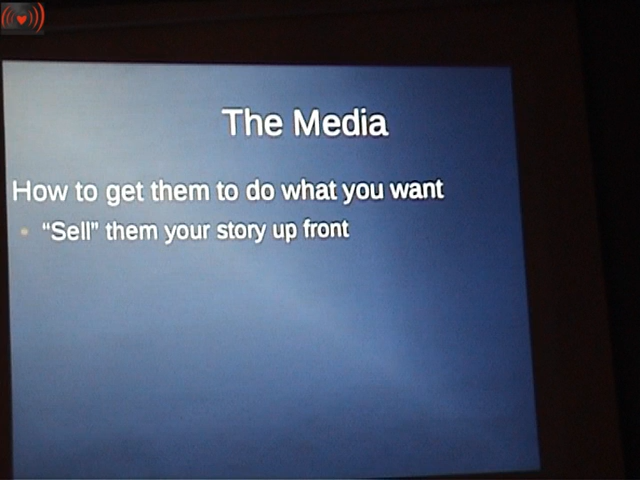 The Media
How to get them to do what you want
“Sell” them your story up front